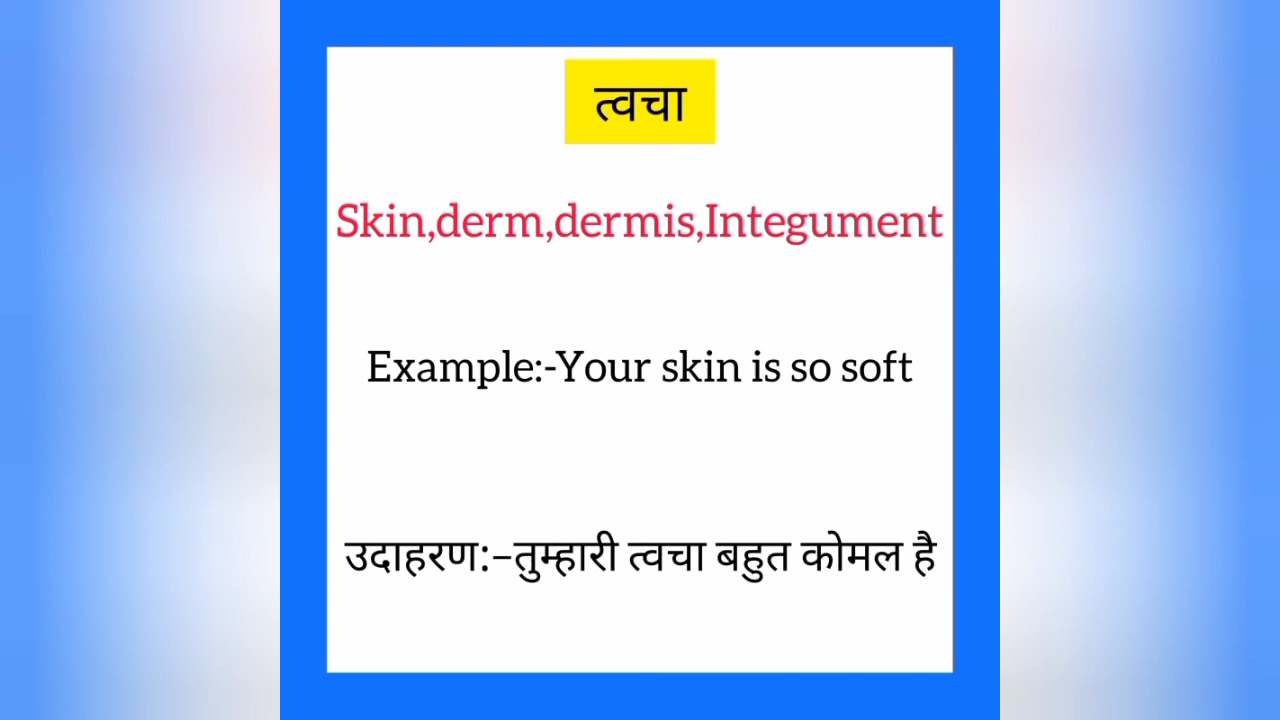 त्वचा
Skin,derm,dermis,Integument
Example:-Your skin is so soft
उदाहरण:–तुम्हारी त्वचा बहुत कोमल है